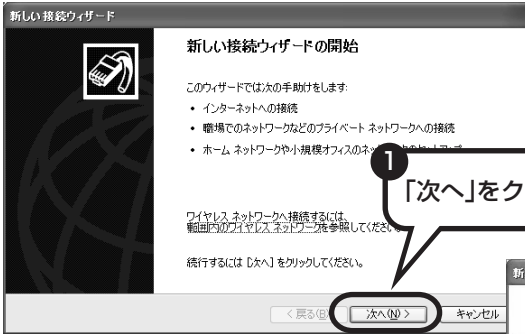 新しい接続ウィザード
新しい接続ウィザードの開始
このウィザードでは次の手助けをします:
• インターネットへの接続
• 職場でのネットワークなどのプライベート ネットワークへの接続
• ホーム ネットワークや小規模オフィスのネッ
1
「次へ」をク
ワイヤレス ネットワークへ接続するには、
範囲内のワイヤレス ネットワークを参照してくださ
続行するには [次へ] をクリックしてください。
新
< 戻る(B)
次へ(N) >
キャンセル